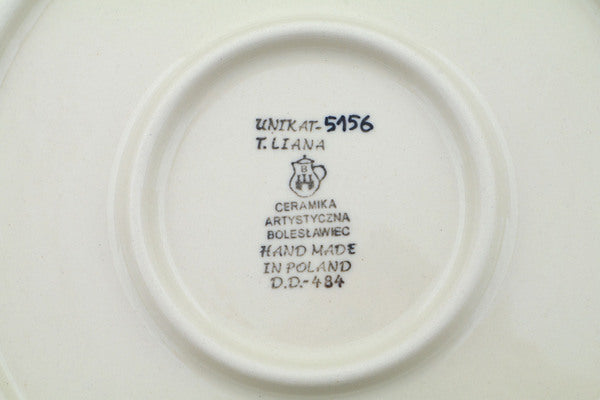 UNIKAT-5156
T. LIANA
B
CERAMIKA
ARTYSTYCZNA
BOLESŁAWIEC
HAND MADE
IN POLAND
D.D.-484